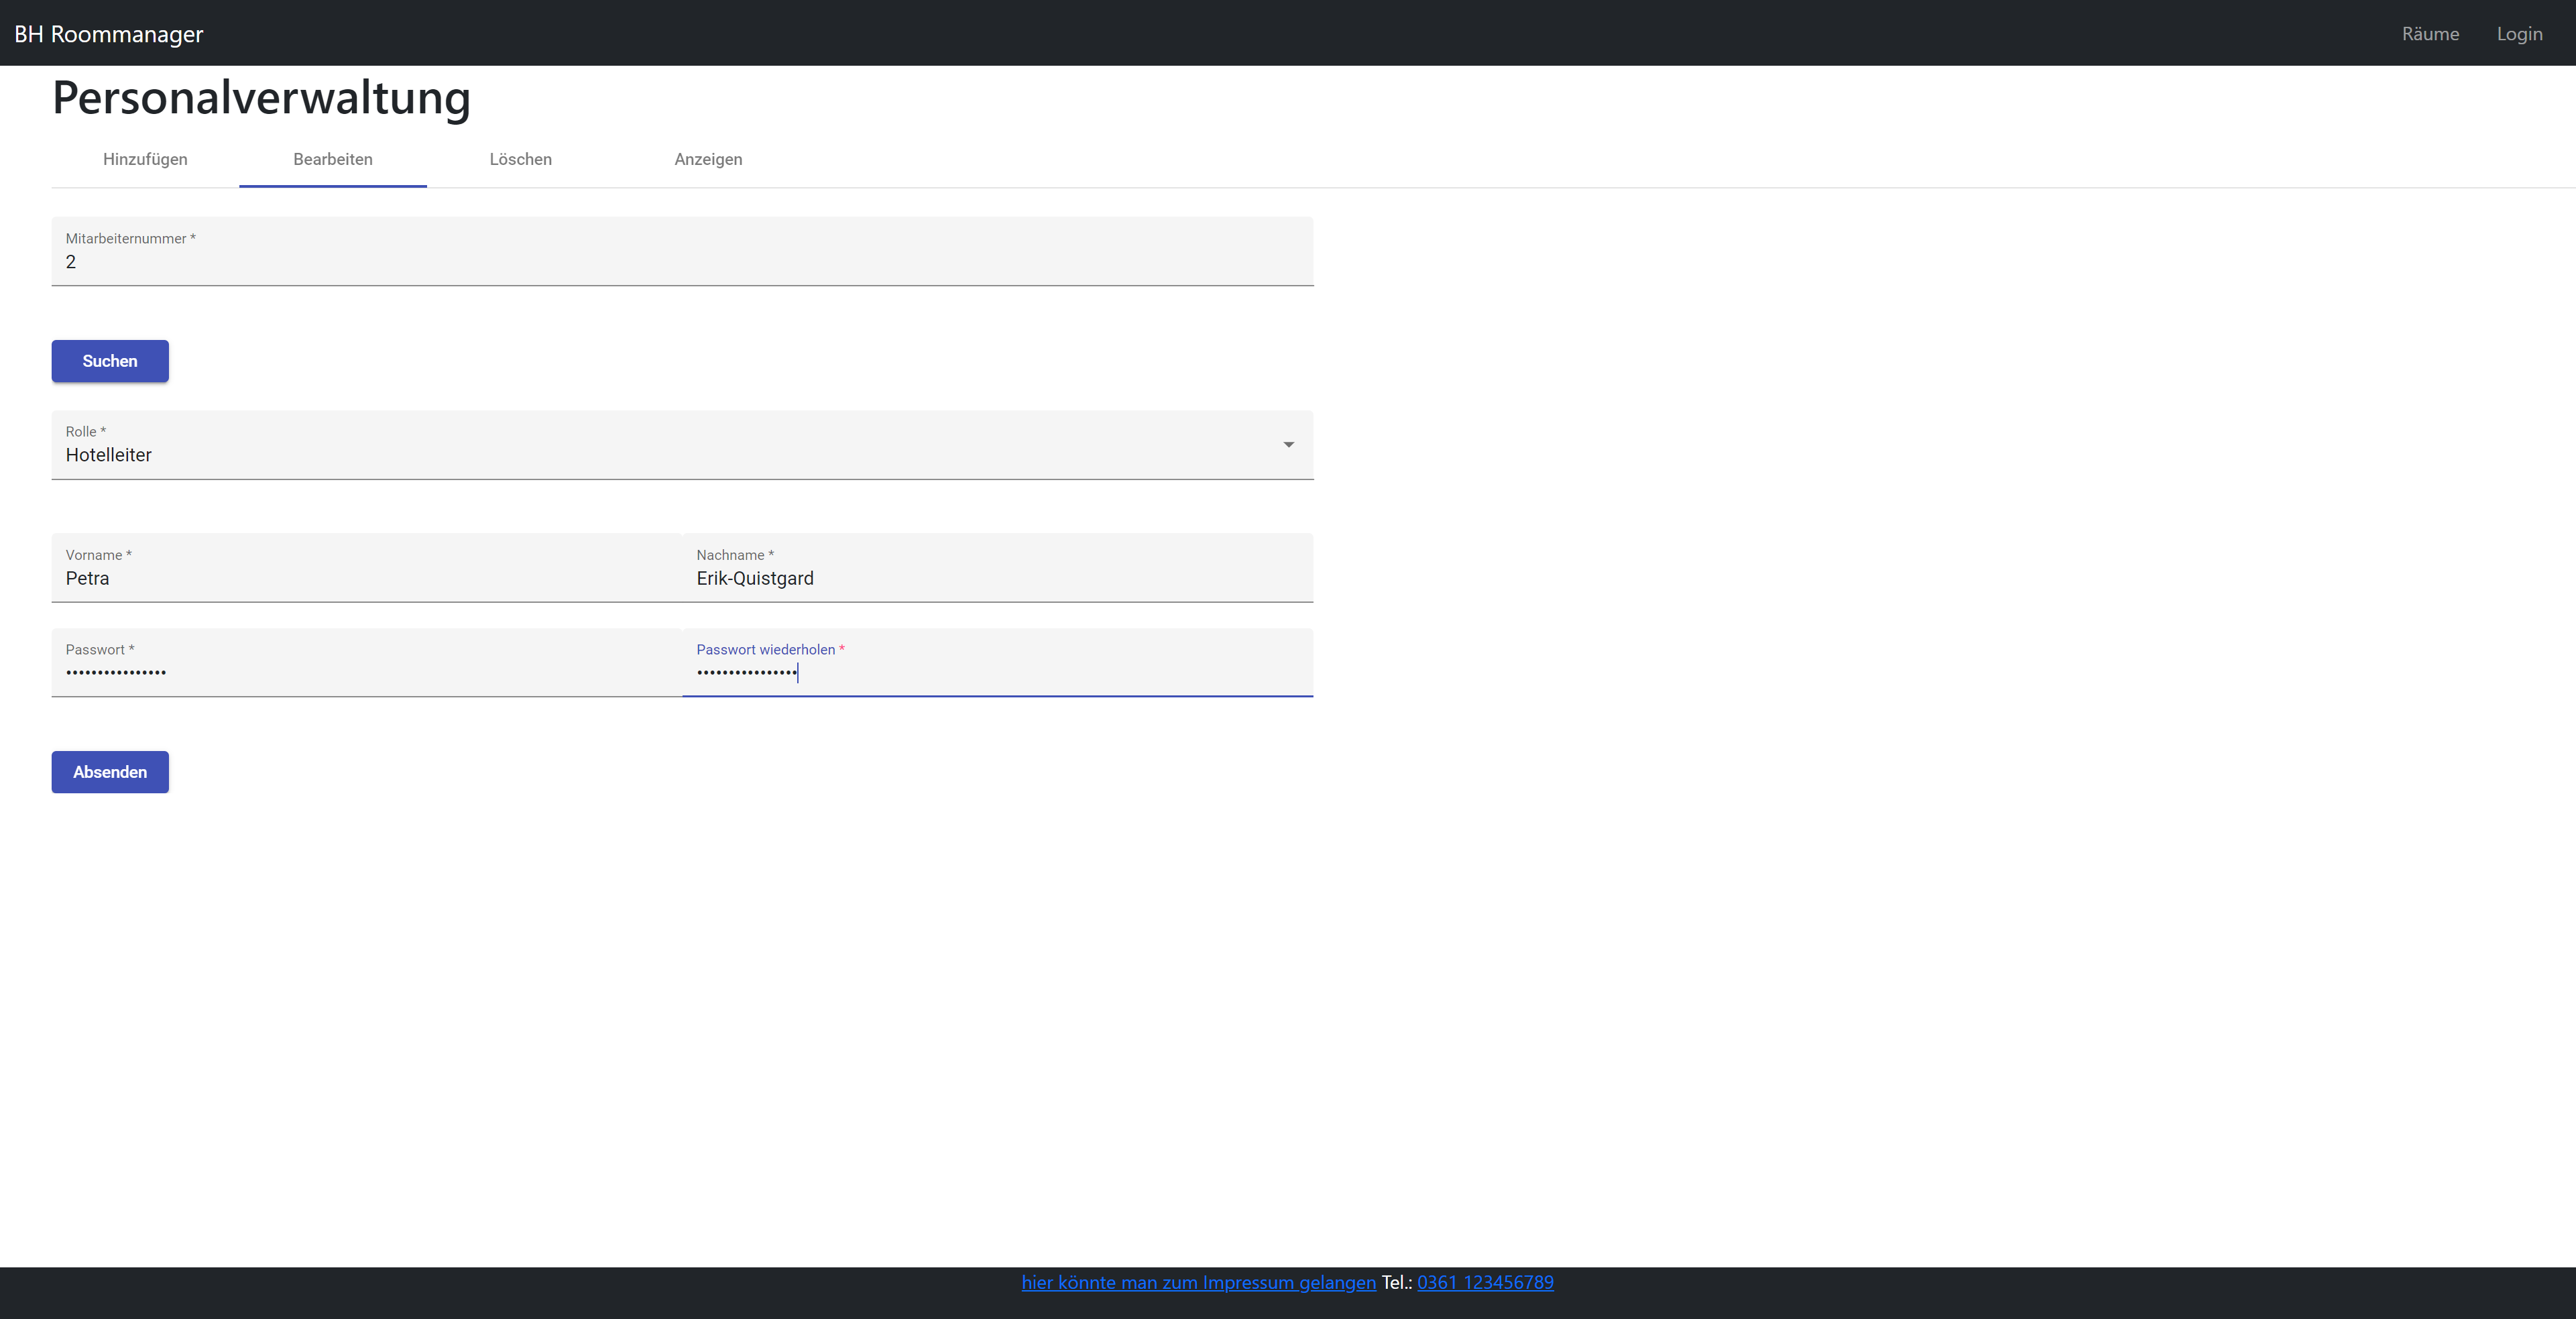 BH Roommanager Räume Login
Personalverwaltung
Hinzufügen Bearbeiten Löschen Anzeigen
Mitarbeiternummer *
2
Suchen
Rolle *
Hotelleiter
Vorname * Nachname *
Petra Erik-Quistgard
Passwort * Passwort wiederholen *
•••••••••••••••• ••••••••••••••••
Absenden
hier könnte man zum Impressum gelangen Tel.: 0361 123456789